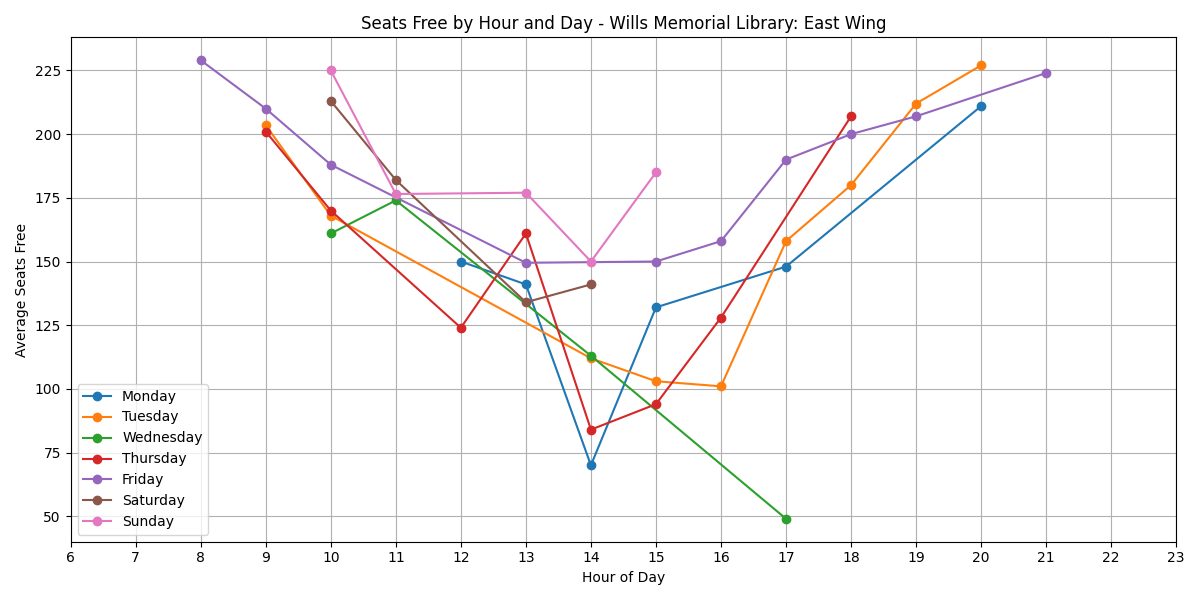 Seats Free by Hour and Day - Wills Memorial Library: East Wing
Average Seats Free
225
200
175
150
125
100
75
50
Monday
Tuesday
Wednesday
Thursday
Friday
Saturday
Sunday
6 7 8 9 10 11 12 13 14 15 16 17 18 19 20 21 22 23
Hour of Day